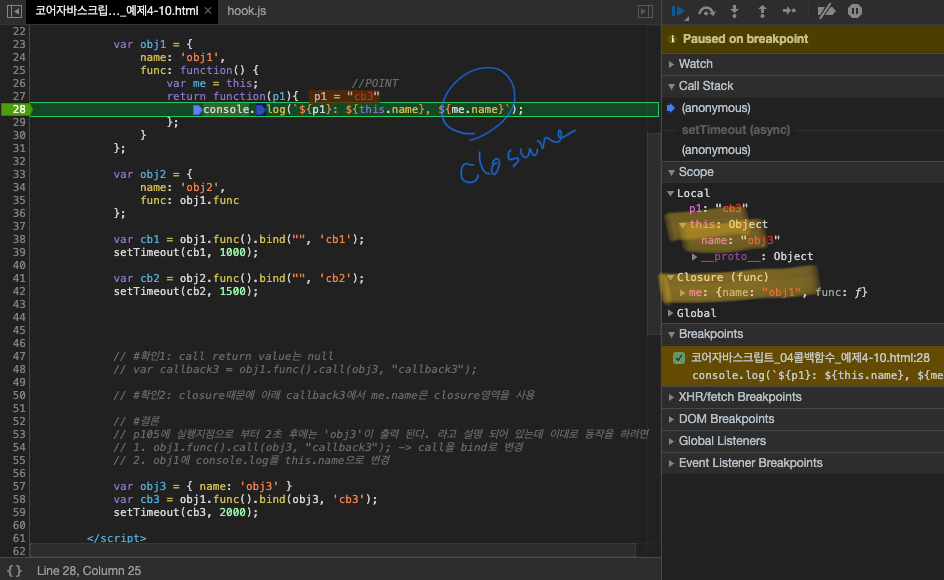 코어자바스크립..._예제4-10.html ×
hook.js
22
23 var obj1 = {
24 name: 'obj1',
25 func: function() {
26 var me = this; //POINT
27 return function(p1){ p1 = "cb3"
28 console.log(`${p1}: ${this.name}, ${me.name}`);
29 };
30 }
31 };
32
33 var obj2 = {
34 name: 'obj2',
35 func: obj1.func
36 };
37
38 var cb1 = obj1.func().bind("", 'cb1');
39 setTimeout(cb1, 1000);
40
41 var cb2 = obj2.func().bind("", 'cb2');
42 setTimeout(cb2, 1500);
43
44
45
46
47 // #확인1: call return value는 null
48 // var callback3 = obj1.func().call(obj3, "callback3");
49
50 // #확인2: closure때문에 아래 callback3에서 me.name은 closure영역을 사용
51
52 // #결론
53 // p105에 실행지점으로 부터 2초 후에는 'obj3'이 출력 된다. 라고 설명 되어 있는데 이대로 동작을 하려면
54 // 1. obj1.func().call(obj3, "callback3"); —> call을 bind로 변경
55 // 2. obj1에 console.log를 this.name으로 변경
56
57 var obj3 = { name: 'obj3' }
58 var cb3 = obj1.func().bind(obj3, 'cb3');
59 setTimeout(cb3, 2000);
60
61 </script>
62
closure
{} Line 28, Column 25
Paused on breakpoint
Watch
Call Stack
(anonymous)
setTimeout (async)
(anonymous)
Scope
Local
p1: "cb3"
this: Object
name: "obj3"
__proto__: Object
Closure (func)
me: {name: "obj1", func: ƒ}
Global
Breakpoints
코어자바스크립트_04콜백함수_예제4-10.html:28
console.log(`${p1}: ${this.name}, ${me
XHR/fetch Breakpoints
DOM Breakpoints
Global Listeners
Event Listener Breakpoints